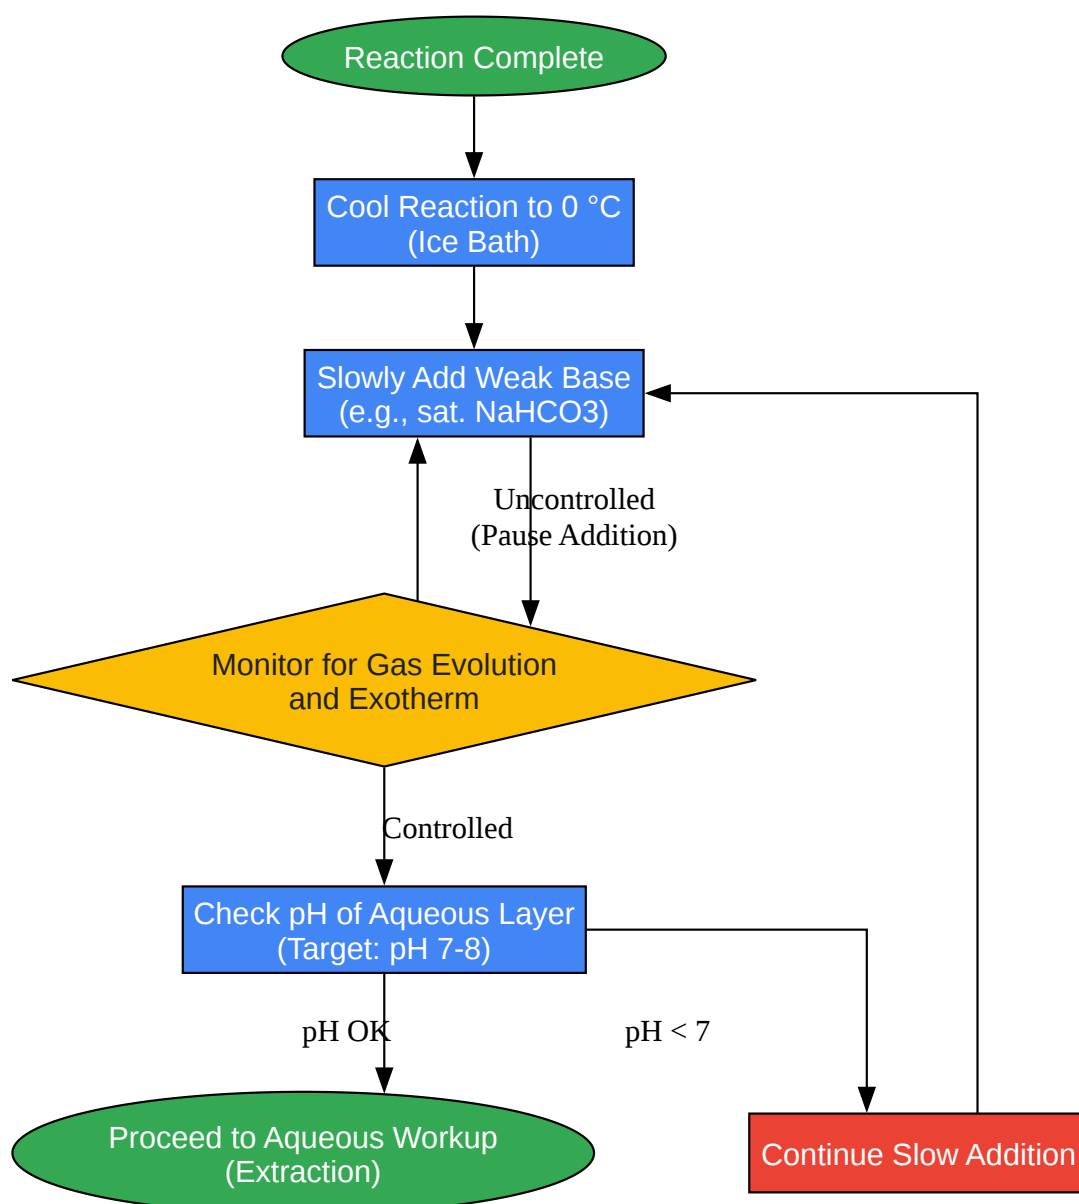 Reaction Complete
Cool Reaction to 0 °C
(Ice Bath)
Slowly Add Weak Base
(e.g., sat. NaHCO3)
Uncontrolled
(Pause Addition)
Monitor for Gas Evolution
and Exotherm
Controlled
Check pH of Aqueous Layer
(Target: pH 7-8)
pH OK
pH < 7
Proceed to Aqueous Workup
(Extraction)
Continue Slow Addition